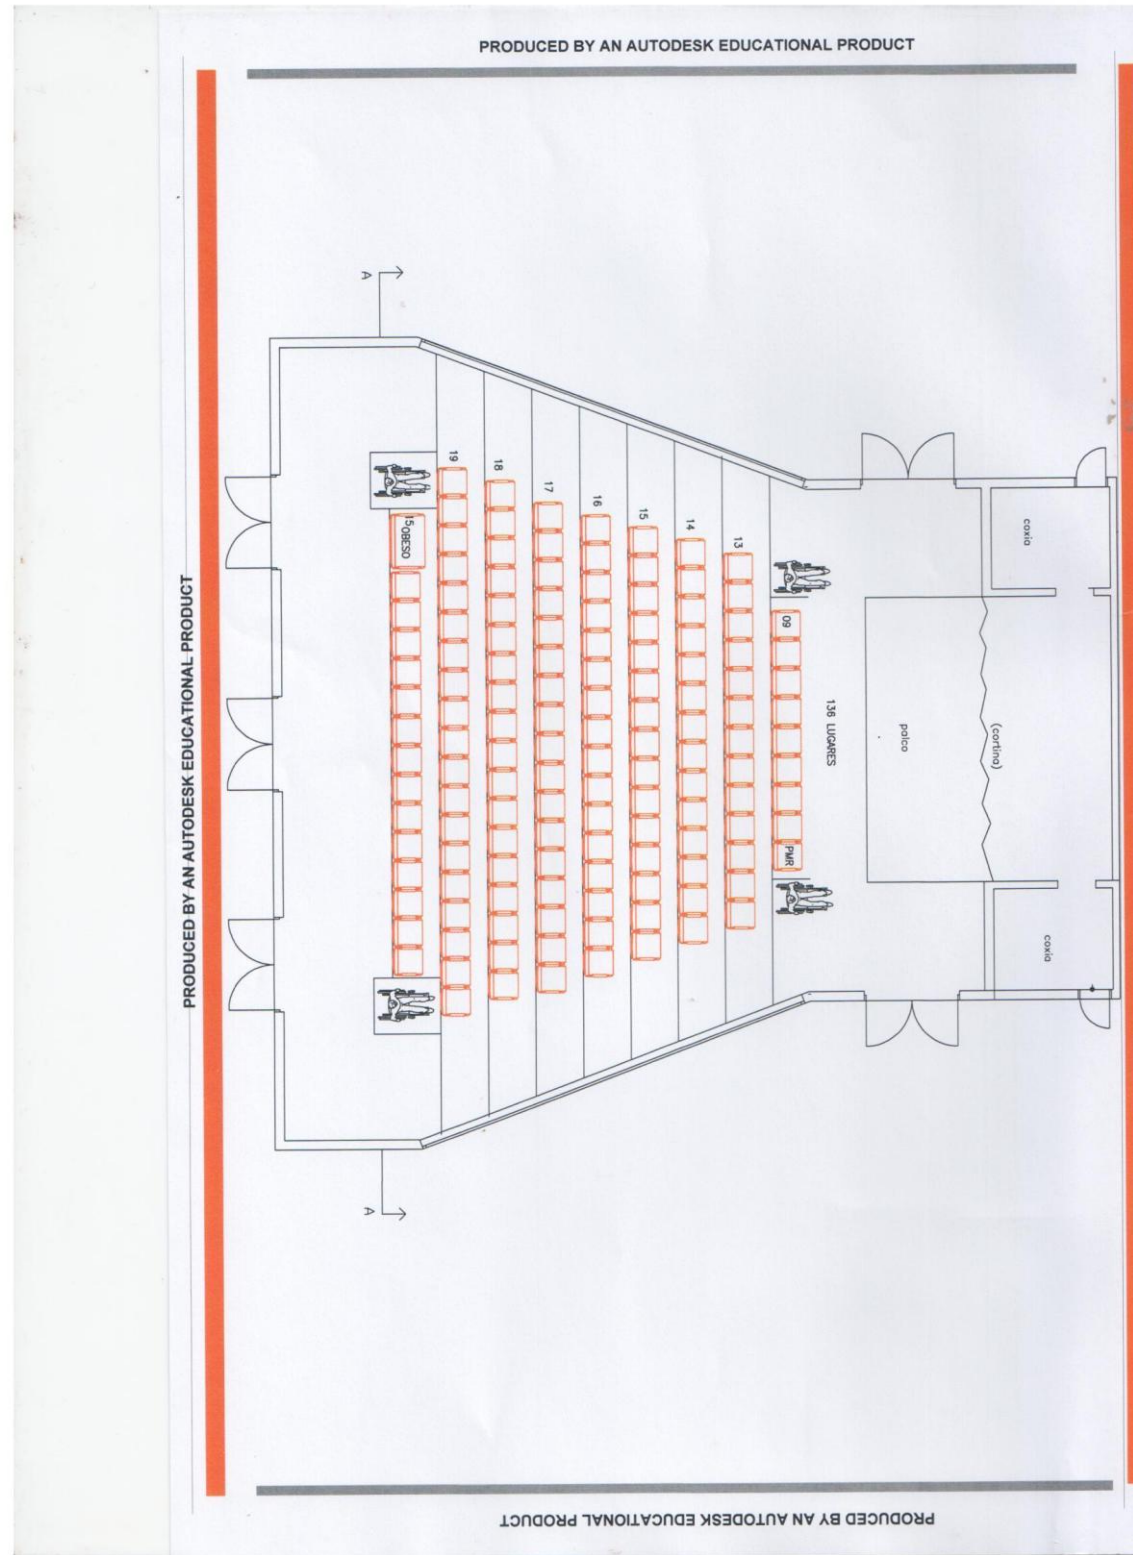 PRODUCED BY AN AUTODESK EDUCATIONAL PRODUCT
PRODUCED BY AN AUTODESK EDUCATIONAL PRODUCT
A
19
18
17
16
15
14
13
15
OBESO
09
PMR
136 LUGARES
palco
(cortina)
coxia
coxia
A
PRODUCED BY AN AUTODESK EDUCATIONAL PRODUCT